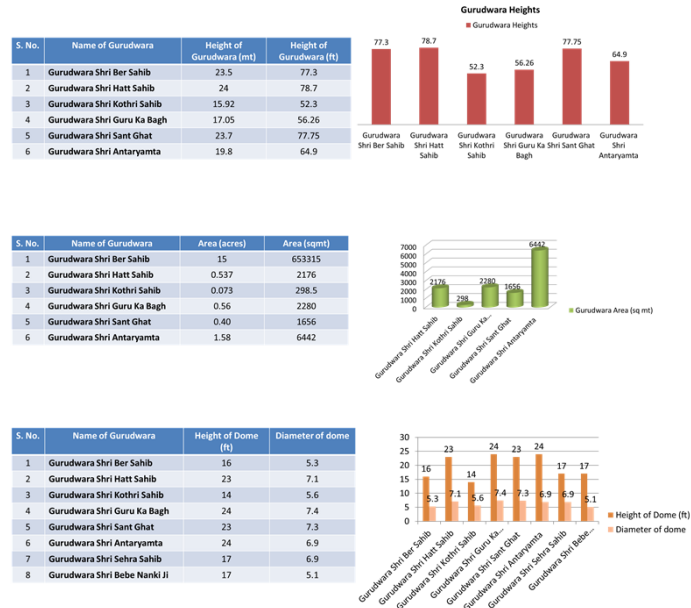 Gurudwara Heights
Gurudwara Heights
S. No. Name of Gurudwara Height of Gurudwara (mt) Height of Gurudwara (ft)
1 Gurudwara Shri Ber Sahib 23.5 77.3
2 Gurudwara Shri Hatt Sahib 24 78.7
3 Gurudwara Shri Kothri Sahib 15.92 52.3
4 Gurudwara Shri Guru Ka Bagh 17.05 56.26
5 Gurudwara Shri Sant Ghat 23.7 77.75
6 Gurudwara Shri Antaryamta 19.8 64.9
77.3 78.7 52.3 56.26 77.75 64.9
Gurudwara Shri Ber Sahib
Gurudwara Shri Hatt Sahib
Gurudwara Shri Kothri Sahib
Gurudwara Shri Guru Ka Bagh
Gurudwara Shri Sant Ghat
Gurudwara Shri Antaryamta
S. No. Name of Gurudwara Area (acres) Area (sqmt)
1 Gurudwara Shri Ber Sahib 15 653315
2 Gurudwara Shri Hatt Sahib 0.537 2176
3 Gurudwara Shri Kothri Sahib 0.073 298.5
4 Gurudwara Shri Guru Ka Bagh 0.56 2280
5 Gurudwara Shri Sant Ghat 0.40 1656
6 Gurudwara Shri Antaryamta 1.58 6442
7000
6000
5000
4000
3000
2000
1000
0
2176 298 2280 1656 6442
Gurudwara Shri Hatt Sahib
Gurudwara Shri Kothri Sahib
Gurudwara Shri Guru Ka...
Gurudwara Shri Sant Ghat
Gurudwara Shri Antaryamta
Gurudwara Area (sq mt)
S. No. Name of Gurudwara Height of Dome (ft) Diameter of dome
1 Gurudwara Shri Ber Sahib 16 5.3
2 Gurudwara Shri Hatt Sahib 23 7.1
3 Gurudwara Shri Kothri Sahib 14 5.6
4 Gurudwara Shri Guru Ka Bagh 24 7.4
5 Gurudwara Shri Sant Ghat 23 7.3
6 Gurudwara Shri Antaryamta 24 6.9
7 Gurudwara Shri Sehra Sahib 17 6.9
8 Gurudwara Shri Bebe Nanki Ji 17 5.1
30
25
20
15
10
5
0
16 23 14 24 23 24 17 17
5.3 7.1 5.6 7.4 7.3 6.9 6.9 5.1
Gurudwara Shri Ber Sahib
Gurudwara Shri Hatt Sahib
Gurudwara Shri Kothri Sahib
Gurudwara Shri Guru Ka...
Gurudwara Shri Sant Ghat
Gurudwara Shri Antaryamta
Gurudwara Shri Sehra Sahib
Gurudwara Shri Bebe...
Height of Dome (ft)
Diameter of dome